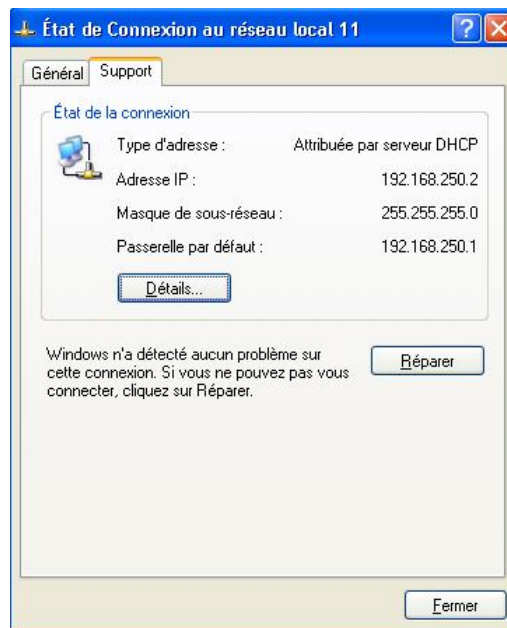 État de Connexion au réseau local 11
Général
Support
État de la connexion
Type d'adresse : Attribuée par serveur DHCP
Adresse IP : 192.168.250.2
Masque de sous-réseau : 255.255.255.0
Passerelle par défaut : 192.168.250.1
Détails...
Windows n'a détecté aucun problème sur
cette connexion. Si vous ne pouvez pas vous
connecter, cliquez sur Réparer.
Réparer
Fermer